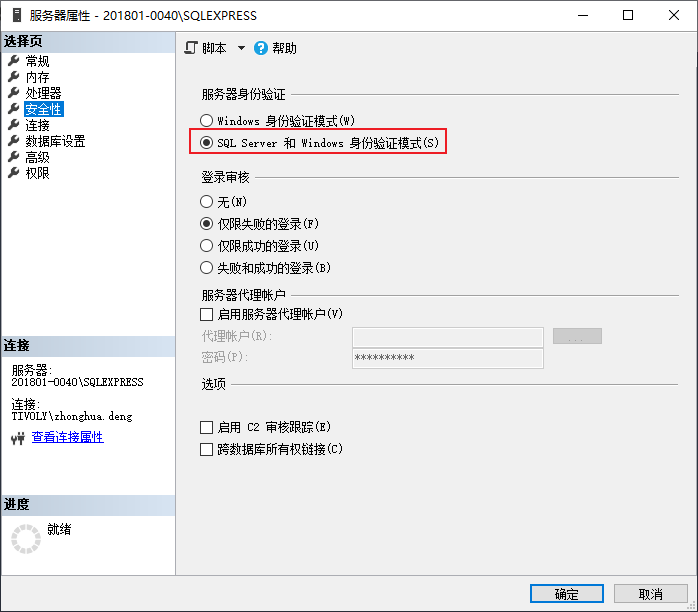 服务器属性 - 201801-0040\SQLEXPRESS
选择页
常规
内存
处理器
安全性
连接
数据库设置
高级
权限
脚本
帮助
服务器身份验证
Windows 身份验证模式(W)
SQL Server 和 Windows 身份验证模式(S)
登录审核
无(N)
仅限失败的登录(F)
仅限成功的登录(U)
失败和成功的登录(B)
服务器代理帐户
启用服务器代理帐户(V)
代理帐户(R):
...
密码(P):
**********
选项
启用 C2 审核跟踪(E)
跨数据库所有权链接(C)
连接
服务器:
201801-0040\SQLEXPRESS
连接:
TIVOLY\zhonghua.deng
查看连接属性
进度
就绪
确定
取消